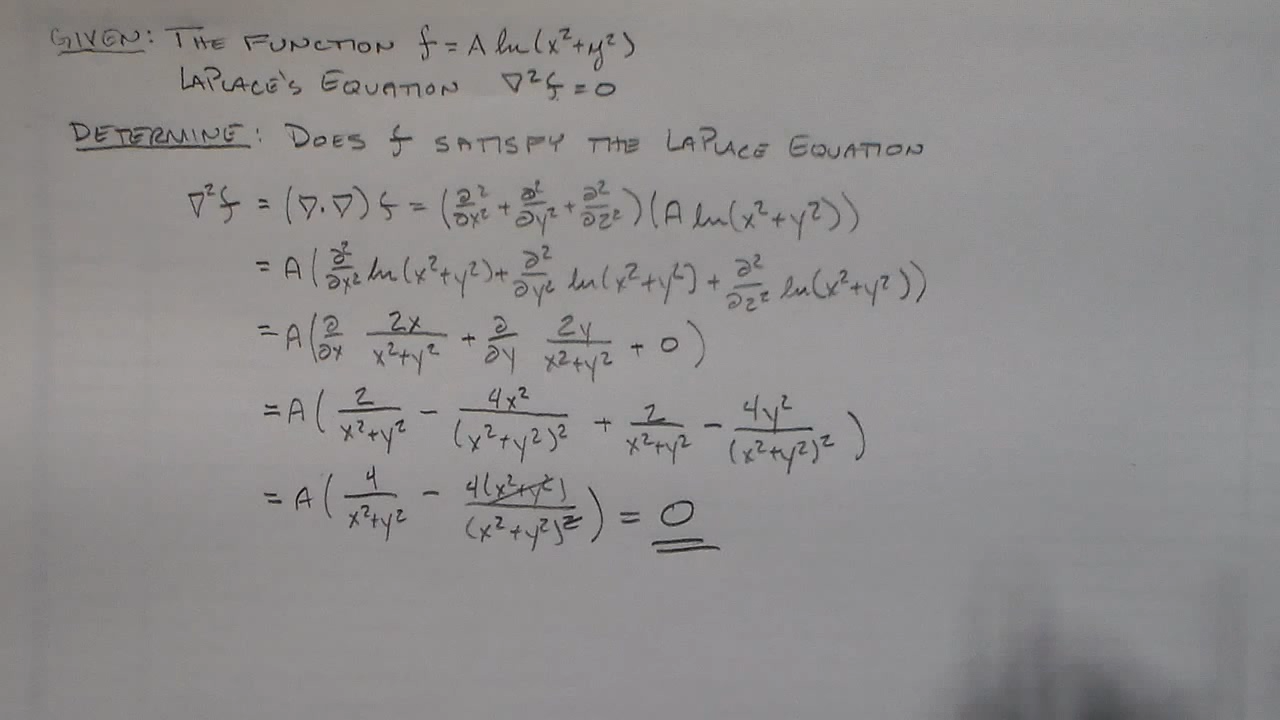 GIVEN: THE FUNCTION f = A ln(x²+y²)
LAPLACE'S EQUATION ∇²f = 0
DETERMINE: DOES f SATISFY THE LAPLACE EQUATION
∇²f = (∇·∇)f = (∂²/∂x² + ∂²/∂y² + ∂²/∂z²)(A ln(x²+y²))
= A(∂²/∂x² ln(x²+y²) + ∂²/∂y² ln(x²+y²) + ∂²/∂z² ln(x²+y²))
= A(∂/∂x 2x/(x²+y²) + ∂/∂y 2y/(x²+y²) + 0)
= A(2/(x²+y²) − 4x²/(x²+y²)² + 2/(x²+y²) − 4y²/(x²+y²)²)
= A(4/(x²+y²) − 4(x²+y²)/(x²+y²)²) = 0